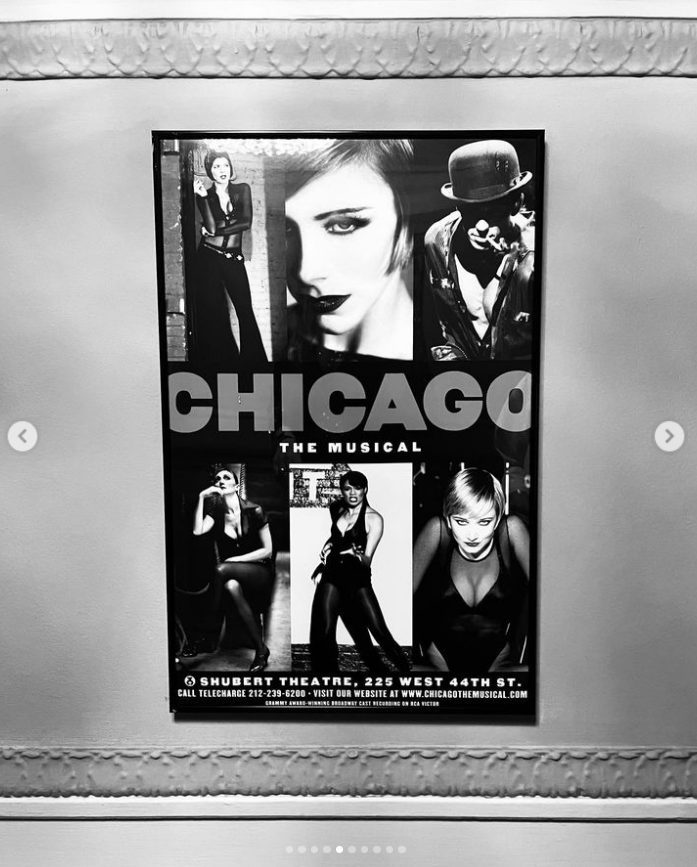 CHICAGO
THE MUSICAL
SHUBERT THEATRE, 225 WEST 44TH ST.
CALL TELECHARGE 212-239-6200 • VISIT OUR WEBSITE AT WWW.CHICAGOTHEMUSICAL.COM
GRAMMY AWARD-WINNING BROADWAY CAST RECORDING ON RCA VICTOR